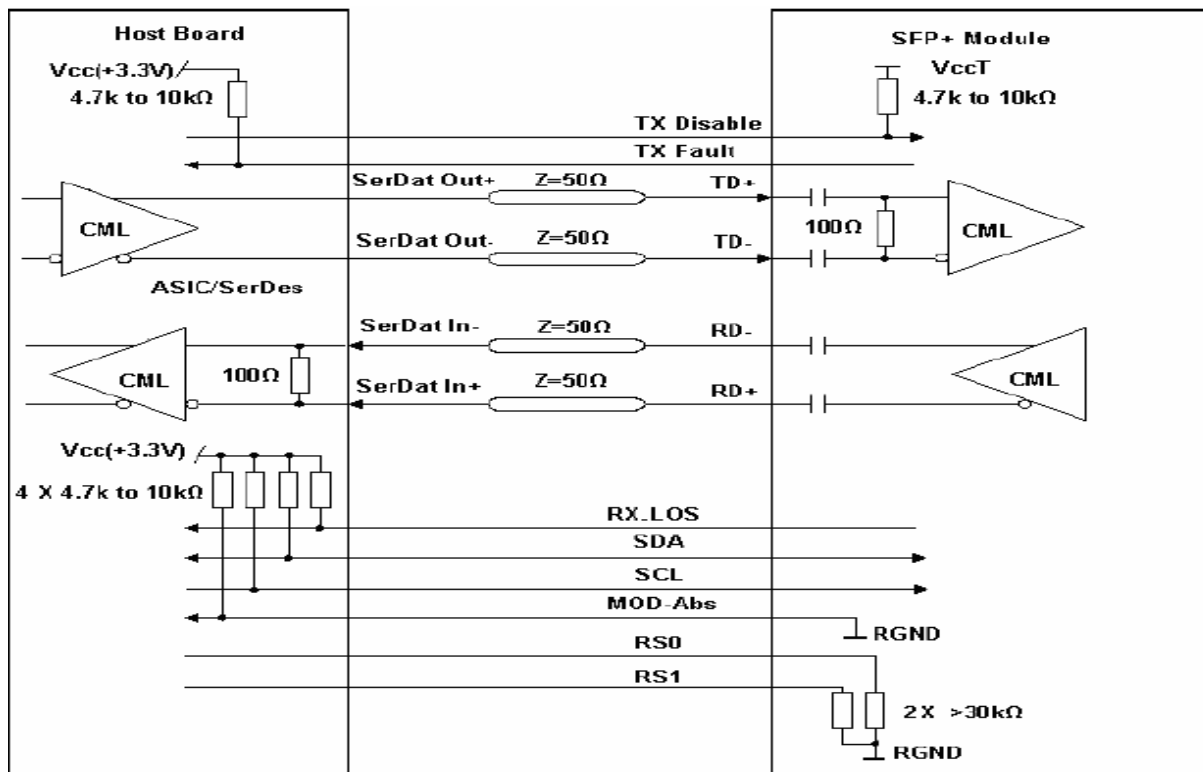 Host Board
SFP+ Module
Vcc(+3.3V)
4.7k to 10kΩ
VccT
4.7k to 10kΩ
TX Disable
TX Fault
SerDat Out+
Z=50Ω
TD+
CML
100Ω
CML
SerDat Out-
Z=50Ω
TD-
ASIC/SerDes
SerDat In-
Z=50Ω
RD-
CML
100Ω
SerDat In+
Z=50Ω
RD+
CML
Vcc(+3.3V)
4 X 4.7k to 10kΩ
RX_LOS
SDA
SCL
MOD-Abs
RGND
RS0
RS1
2X >30kΩ
RGND